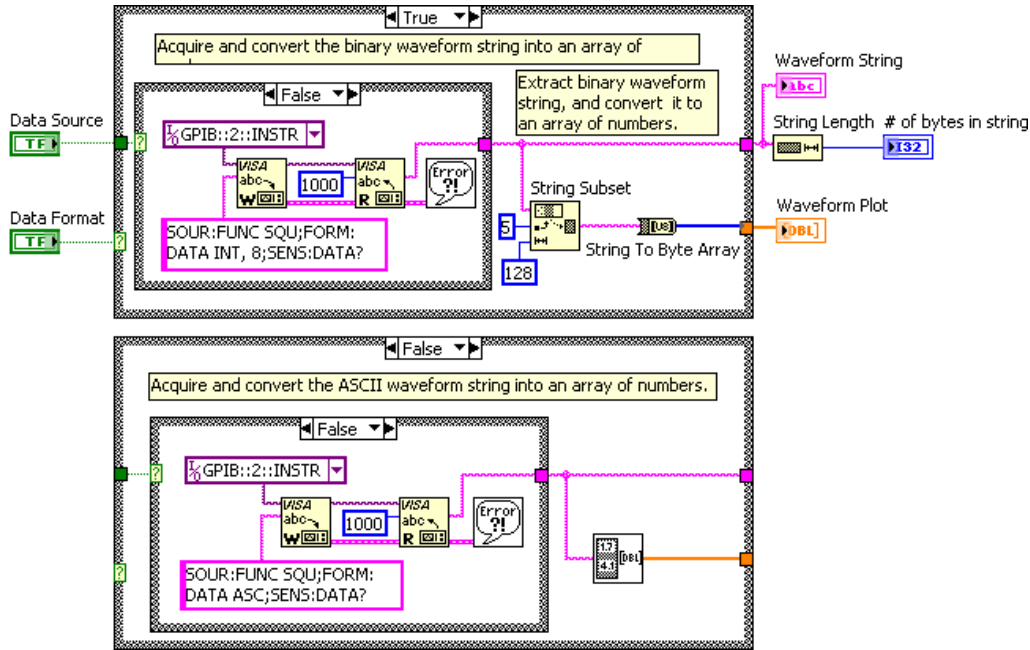 True
Acquire and convert the binary waveform string into an array of
Waveform String
abc
False
Extract binary waveform
string, and convert it to
an array of numbers.
Data Source
TF
GPIB::2::INSTR
String Length # of bytes in string
I32
VISA
abc
W
1000
VISA
abc
R
Error
?!
String Subset
Data Format
TF
SOUR:FUNC SQU;FORM:
DATA INT, 8;SENS:DATA?
5
128
[U8]
String To Byte Array
Waveform Plot
DBL]
False
Acquire and convert the ASCII waveform string into an array of numbers.
False
GPIB::2::INSTR
VISA
abc
W
1000
VISA
abc
R
Error
?!
SOUR:FUNC SQU;FORM:
DATA ASC;SENS:DATA?
1.7
4.1
[DBL]
?
?
?
?